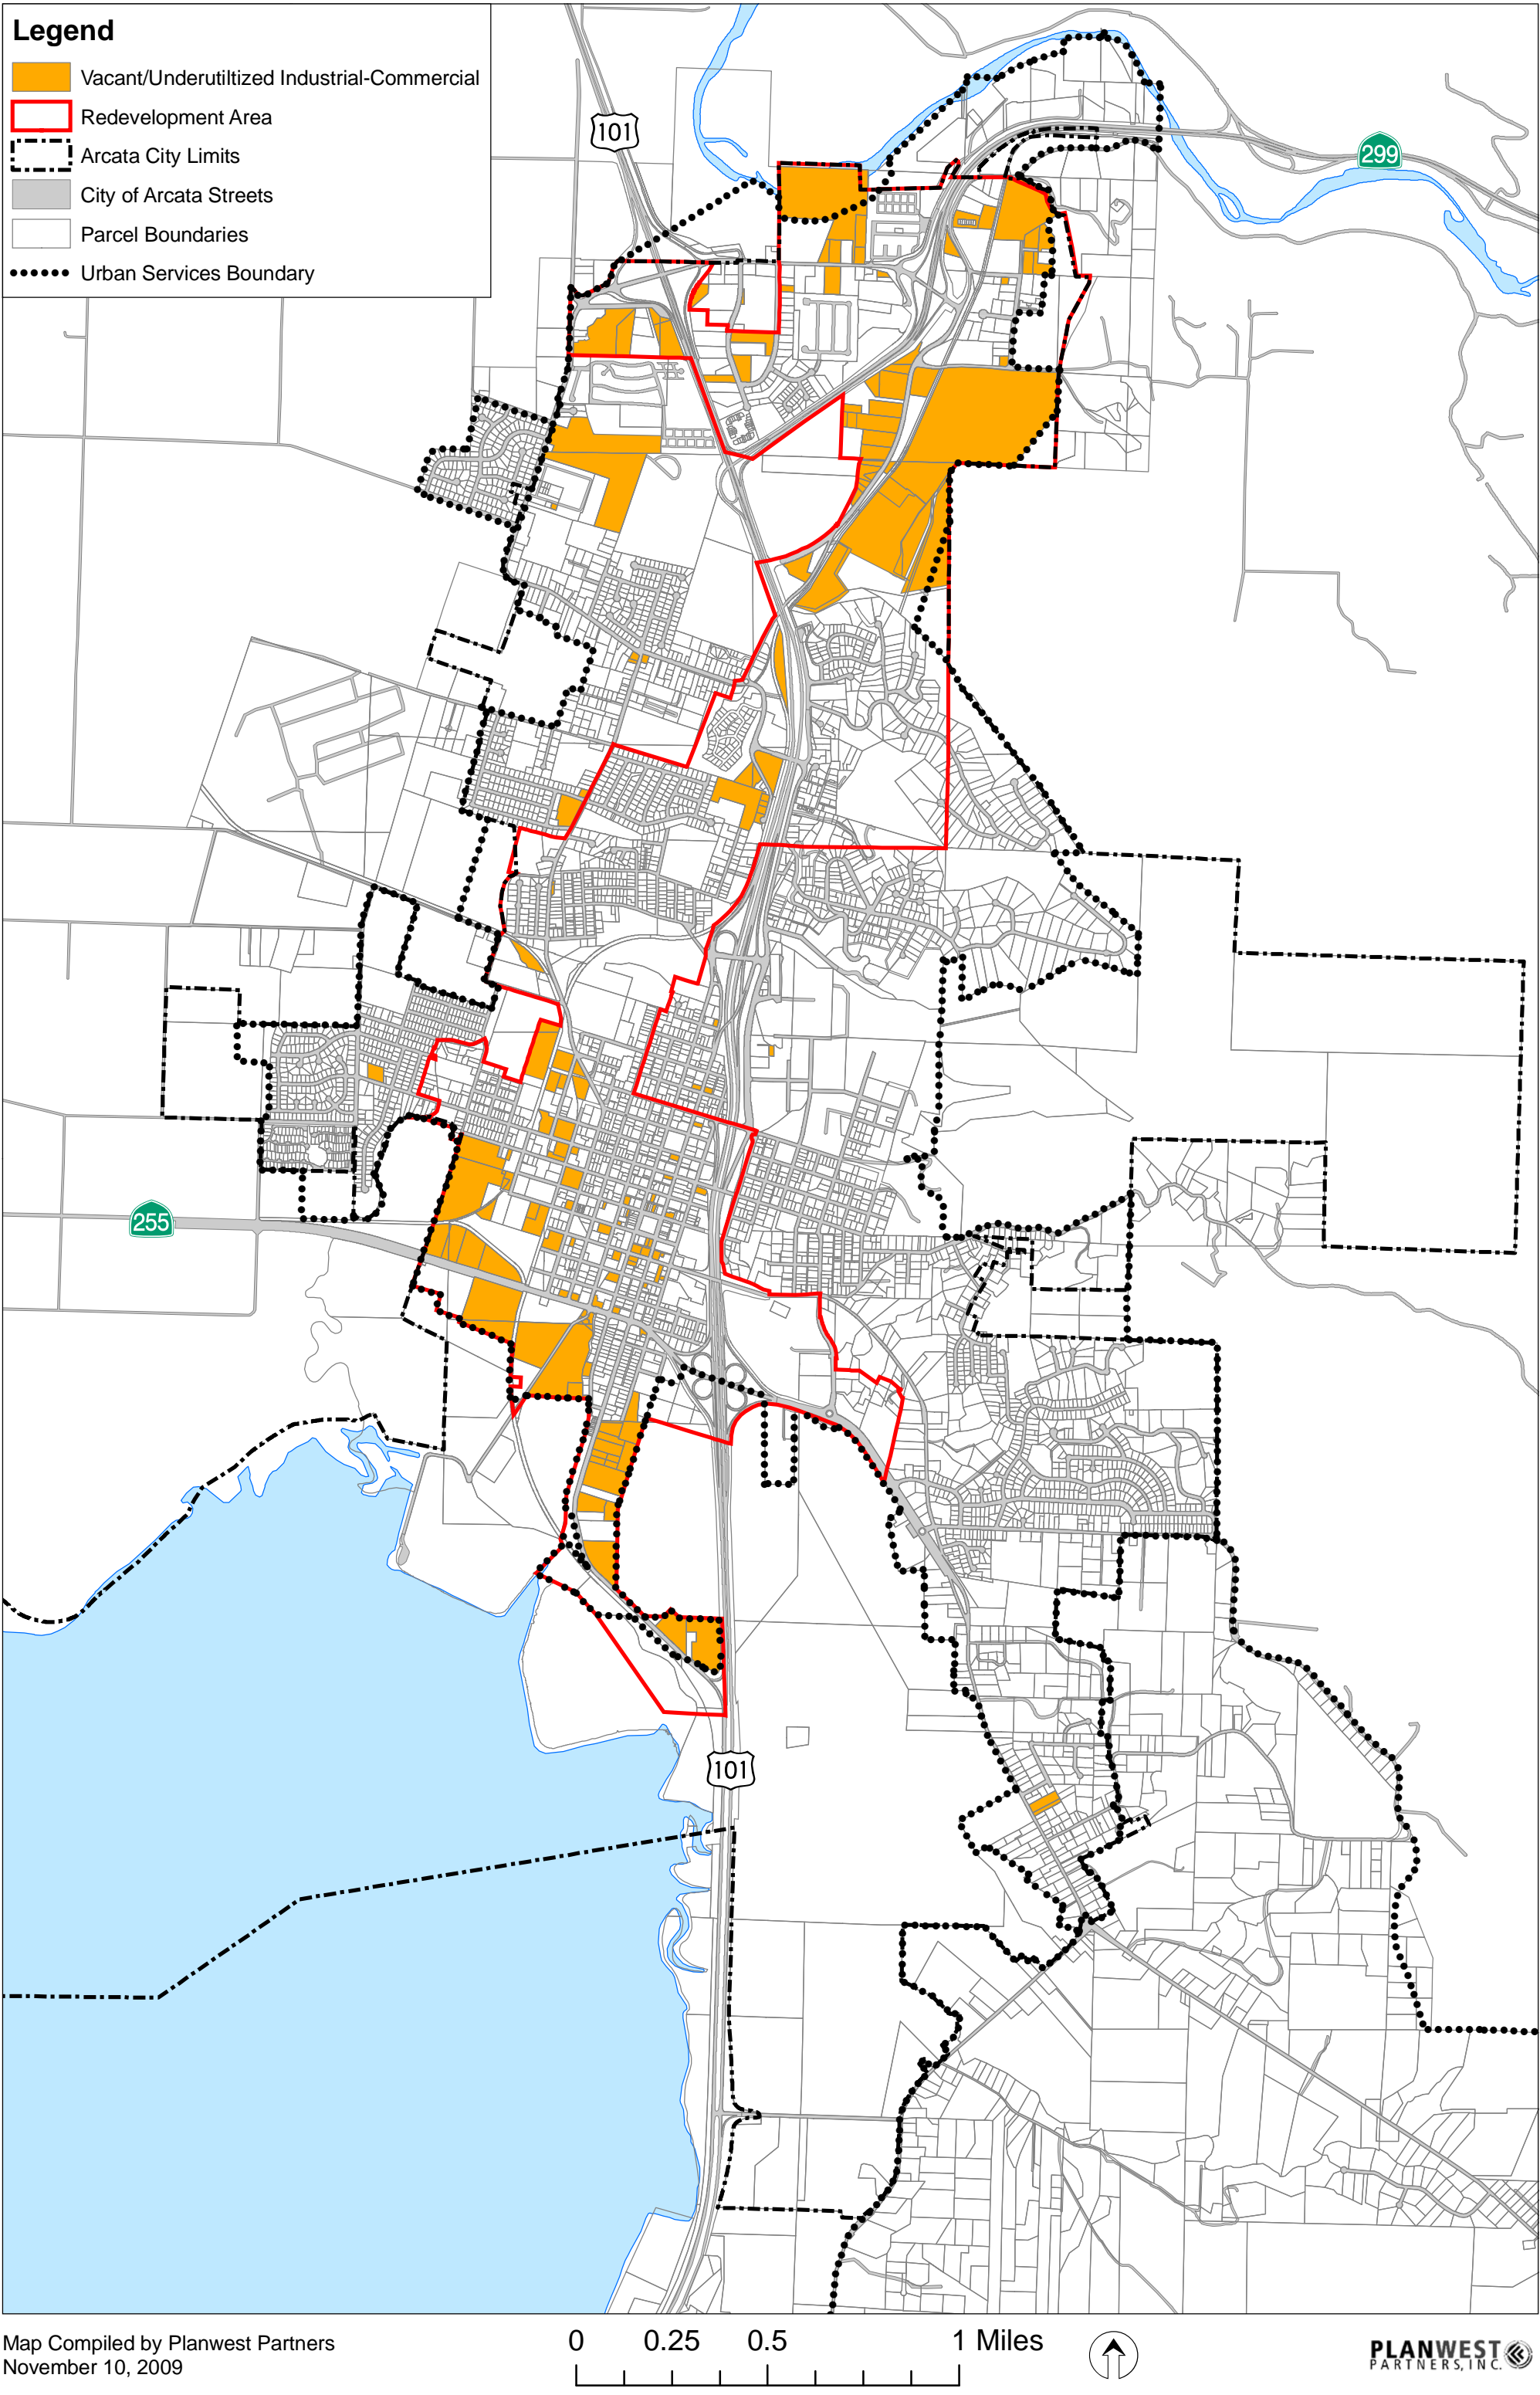 Legend
Vacant/Underutiltized Industrial-Commercial
Redevelopment Area
Arcata City Limits
City of Arcata Streets
Parcel Boundaries
Urban Services Boundary
101
299
255
101
Map Compiled by Planwest Partners
November 10, 2009
0 0.25 0.5 1 Miles
PLANWEST
PARTNERS, INC.